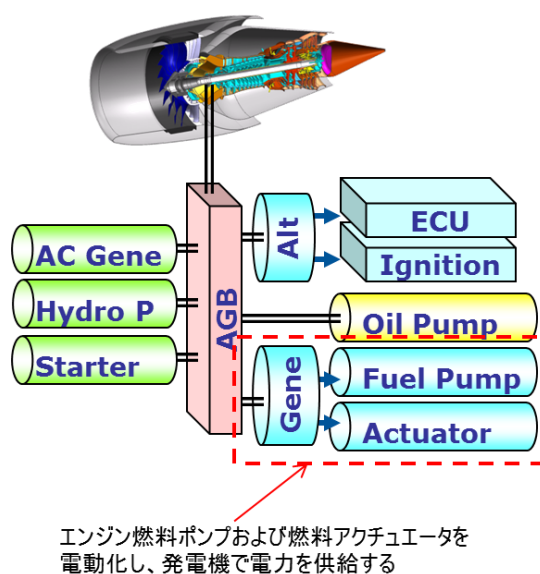 AC Gene
Hydro P
Starter
AGB
Alt
ECU
Ignition
Oil Pump
Gene
Fuel Pump
Actuator
エンジン燃料ポンプおよび燃料アクチュエータを
電動化し、発電機で電力を供給する